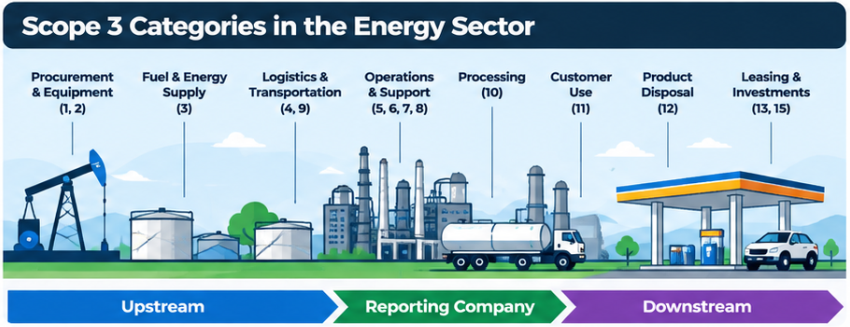 Scope 3 Categories in the Energy Sector
Procurement
& Equipment
(1, 2)
Fuel & Energy
Supply
(3)
Logistics &
Transportation
(4, 9)
Operations
& Support
(5, 6, 7, 8)
Processing
(10)
Customer
Use
(11)
Product
Disposal
(12)
Leasing &
Investments
(13, 15)
Upstream
Reporting Company
Downstream